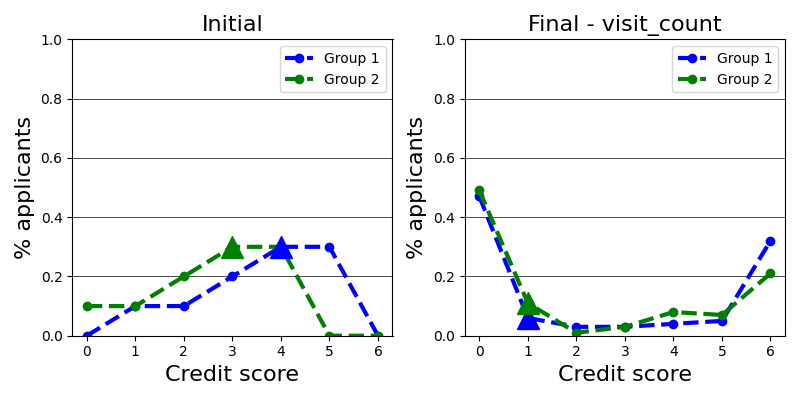 Initial
Final - visit_count
1.0
0.8
0.6
0.4
0.2
0.0
% applicants
Group 1
Group 2
0 1 2 3 4 5 6
Credit score
1.0
0.8
0.6
0.4
0.2
0.0
% applicants
Group 1
Group 2
0 1 2 3 4 5 6
Credit score